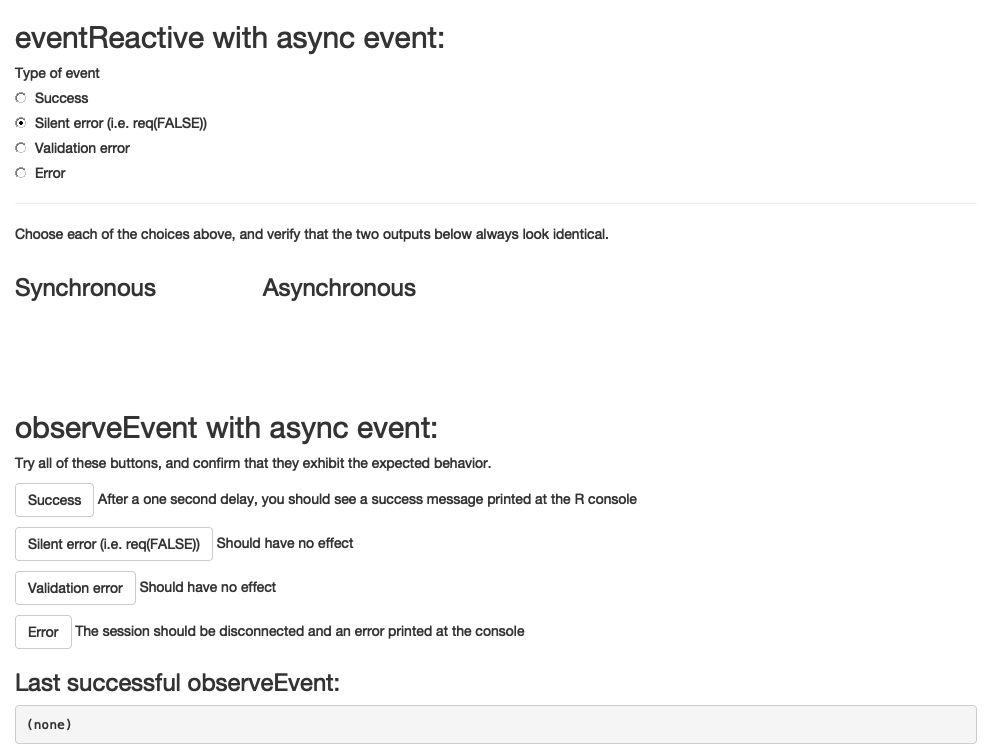 eventReactive with async event:
Type of event
Success
Silent error (i.e. req(FALSE))
Validation error
Error
Choose each of the choices above, and verify that the two outputs below always look identical.
Synchronous Asynchronous
observeEvent with async event:
Try all of these buttons, and confirm that they exhibit the expected behavior.
Success After a one second delay, you should see a success message printed at the R console
Silent error (i.e. req(FALSE)) Should have no effect
Validation error Should have no effect
Error The session should be disconnected and an error printed at the console
Last successful observeEvent:
(none)